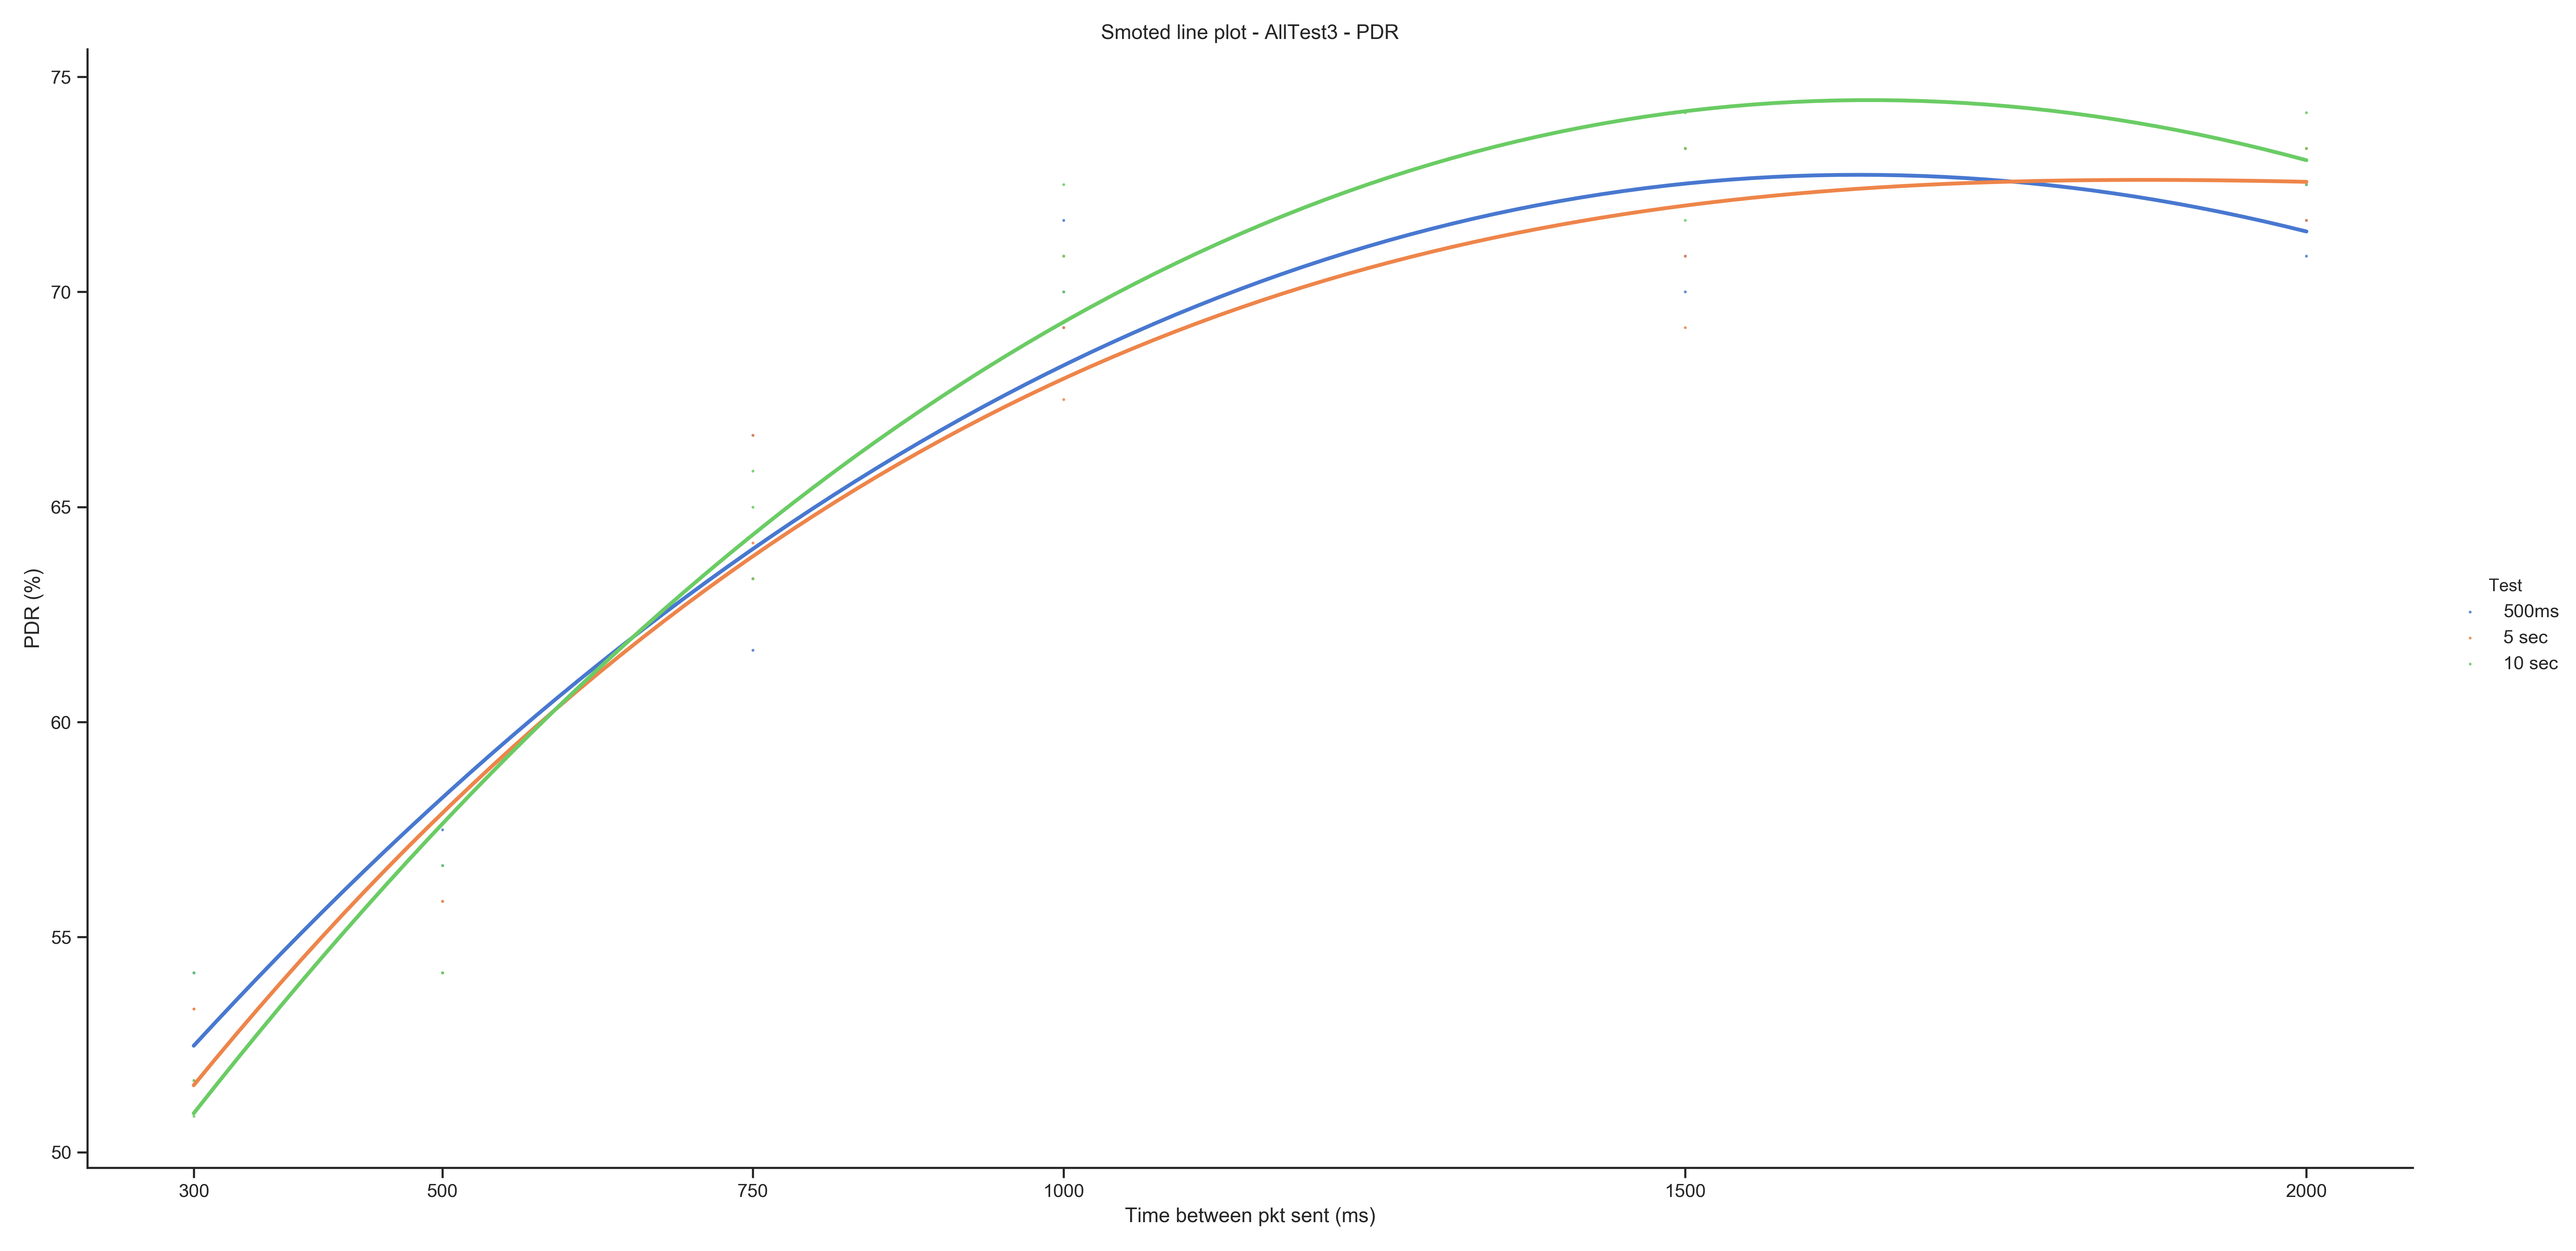 Smoted line plot - AllTest3 - PDR
75
70
65
60
55
50
PDR (%)
300 500 750 1000 1500 2000
Time between pkt sent (ms)
Test
500ms
5 sec
10 sec